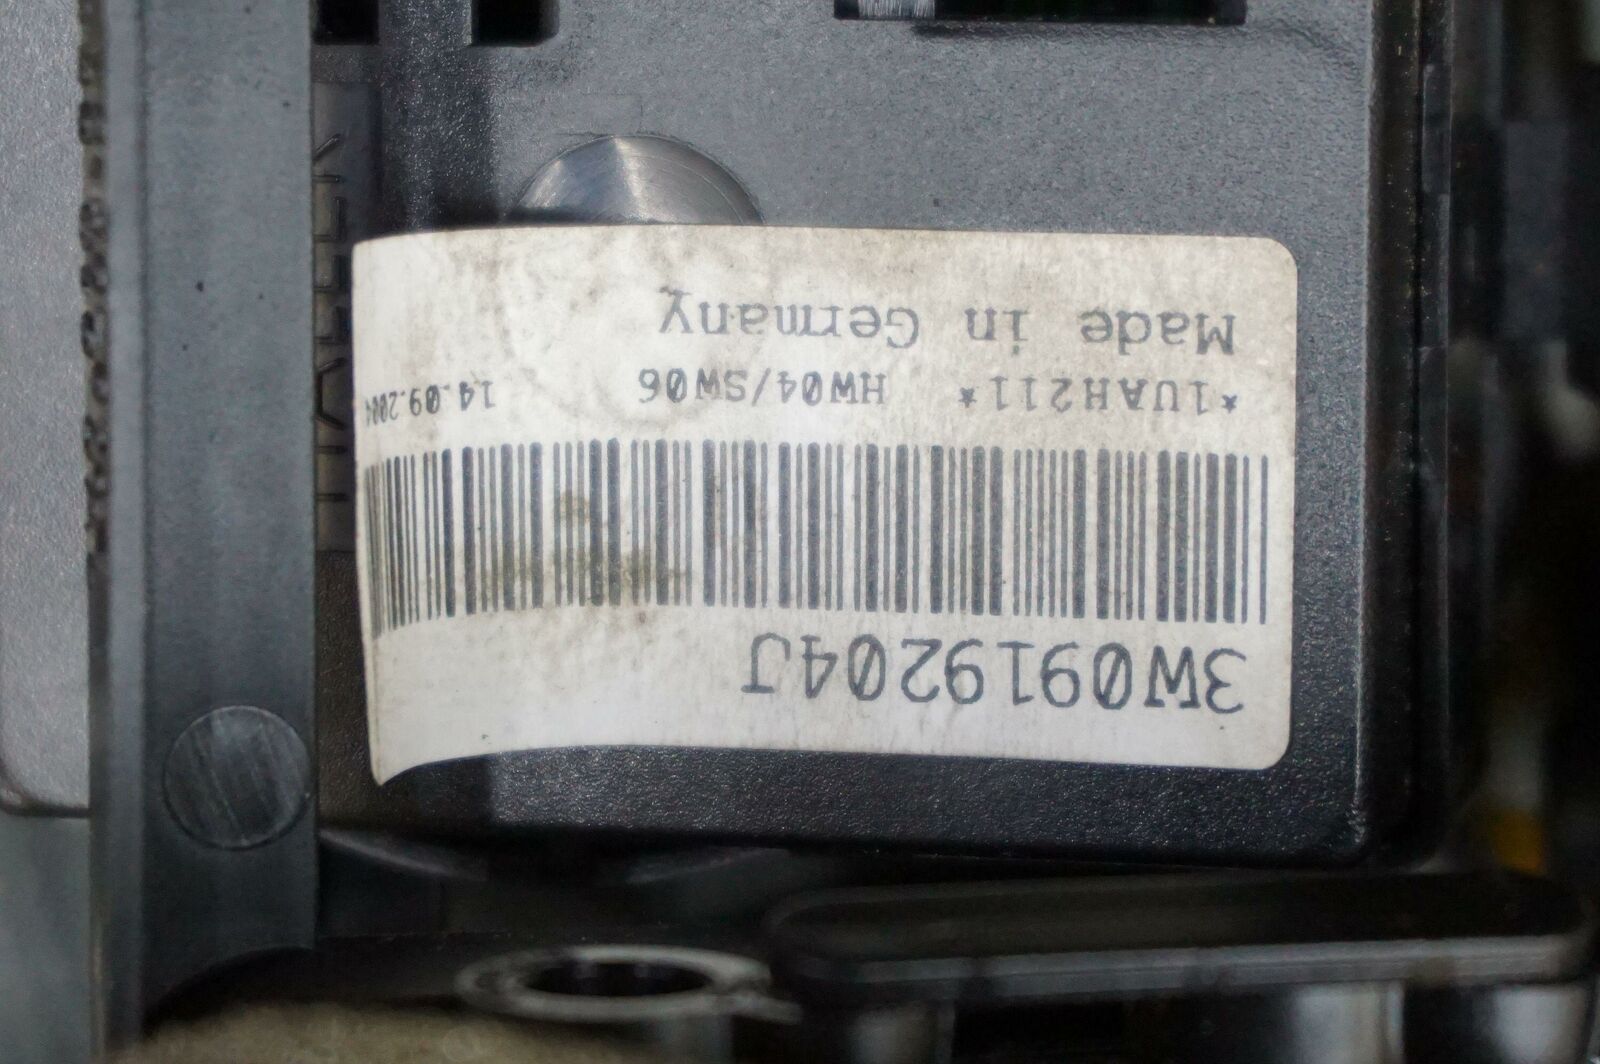 3W0919204J
*1UAH211* HW04/SW06 14.09.2004
Made in Germany